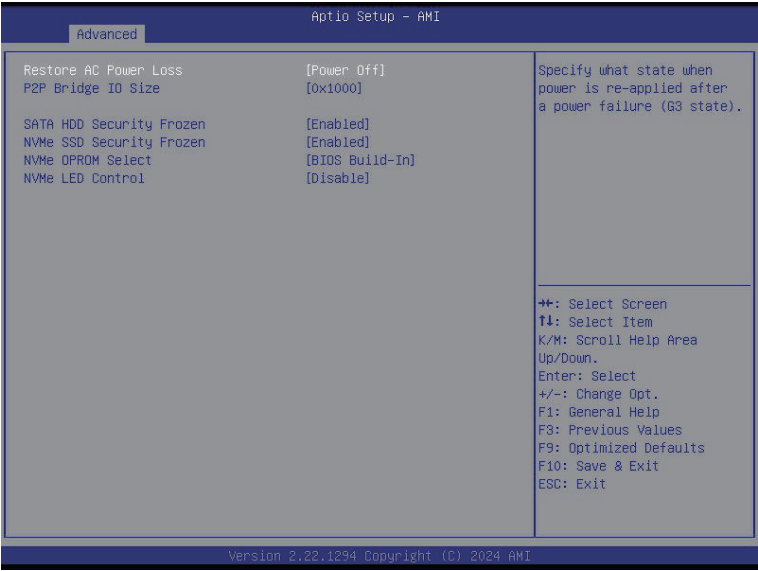 Aptio Setup – AMI
Advanced
Restore AC Power Loss [Power Off]
P2P Bridge IO Size [0x1000]
SATA HDD Security Frozen [Enabled]
NVMe SSD Security Frozen [Enabled]
NVMe OPROM Select [BIOS Build-In]
NVMe LED Control [Disable]
Specify what state when
power is re-applied after
a power failure (G3 state).
→←: Select Screen
↑↓: Select Item
K/M: Scroll Help Area
Up/Down.
Enter: Select
+/-: Change Opt.
F1: General Help
F3: Previous Values
F9: Optimized Defaults
F10: Save & Exit
ESC: Exit
Version 2.22.1294 Copyright (C) 2024 AMI